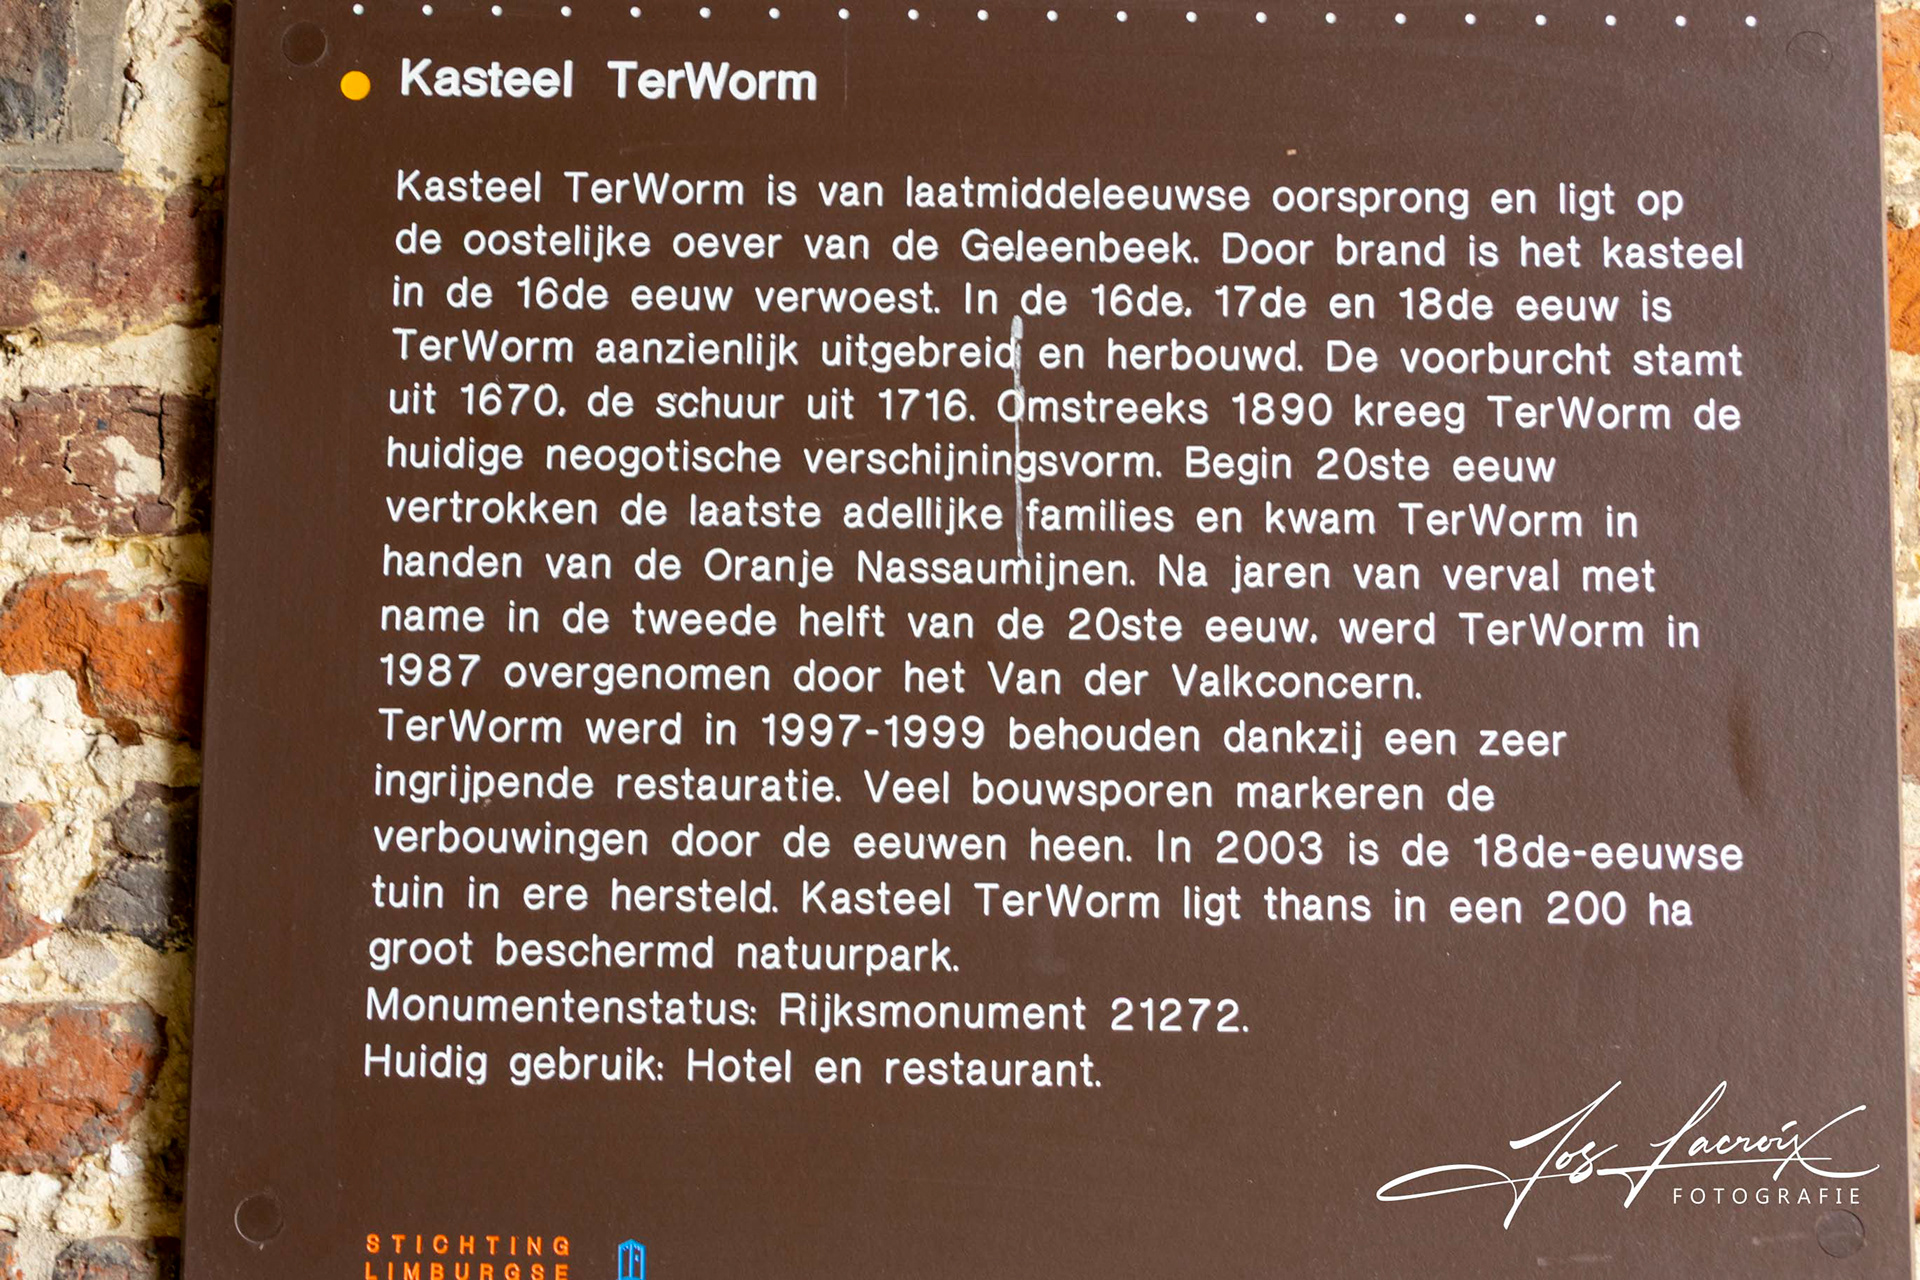 Kasteel TerWorm
Kasteel TerWorm is van laatmiddeleeuwse oorsprong en ligt op
de oostelijke oever van de Geleenbeek. Door brand is het kasteel
in de 16de eeuw verwoest. In de 16de, 17de en 18de eeuw is
TerWorm aanzienlijk uitgebreid en herbouwd. De voorburcht stamt
uit 1670, de schuur uit 1716. Omstreeks 1890 kreeg TerWorm de
huidige neogotische verschijningsvorm. Begin 20ste eeuw
vertrokken de laatste adellijke families en kwam TerWorm in
handen van de Oranje Nassaumijnen. Na jaren van verval met
name in de tweede helft van de 20ste eeuw, werd TerWorm in
1987 overgenomen door het Van der Valkconcern.
TerWorm werd in 1997-1999 behouden dankzij een zeer
ingrijpende restauratie. Veel bouwsporen markeren de
verbouwingen door de eeuwen heen. In 2003 is de 18de-eeuwse
tuin in ere hersteld. Kasteel TerWorm ligt thans in een 200 ha
groot beschermd natuurpark.
Monumentenstatus: Rijksmonument 21272.
Huidig gebruik: Hotel en restaurant.
Jos Lacroix
FOTOGRAFIE
STICHTING
LIMBURGSE